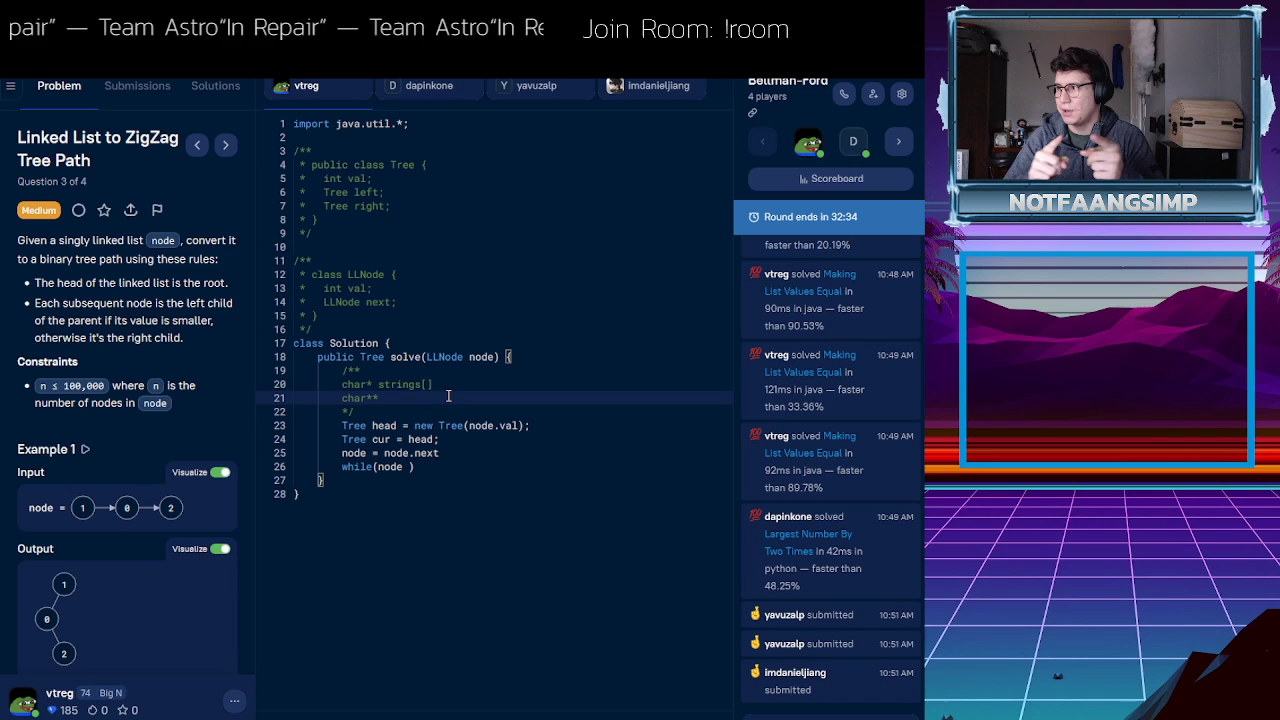 pair” — Team Astro“In Repair” — Team Astro“In Re
Join Room: !room
Problem
Submissions
Solutions
vtreg
D dapinkone
Y yavuzalp
imdanieljiang
Linked List to ZigZag
Tree Path
Question 3 of 4
Medium
Given a singly linked list node, convert it
to a binary tree path using these rules:
The head of the linked list is the root.
Each subsequent node is the left child
of the parent if its value is smaller,
otherwise it's the right child.
Constraints
n ≤ 100,000 where n is the
number of nodes in node
Example 1
Input
Visualize
node = 1 0 2
Output
Visualize
1
0
2
vtreg 74 Big N
185 0 0
1 import java.util.*;
2
3 /**
4 * public class Tree {
5 * int val;
6 * Tree left;
7 * Tree right;
8 * }
9 */
10
11 /**
12 * class LLNode {
13 * int val;
14 * LLNode next;
15 * }
16 */
17 class Solution {
18 public Tree solve(LLNode node) {
19 /**
20 char* strings[]
21 char**
22 */
23 Tree head = new Tree(node.val);
24 Tree cur = head;
25 node = node.next
26 while(node )
27 }
28 }
Bellman-Ford
4 players
D
Scoreboard
Round ends in 32:34
faster than 20.19%
vtreg solved Making 10:48 AM
List Values Equal in
90ms in java — faster
than 90.53%
vtreg solved Making 10:49 AM
List Values Equal in
121ms in java — faster
than 33.36%
vtreg solved Making 10:49 AM
List Values Equal in
92ms in java — faster
than 89.78%
dapinkone solved 10:49 AM
Largest Number By
Two Times in 42ms in
python — faster than
48.25%
yavuzalp submitted 10:51 AM
yavuzalp submitted 10:51 AM
imdanieljiang 10:51 AM
submitted
NOTFAANGSIMP